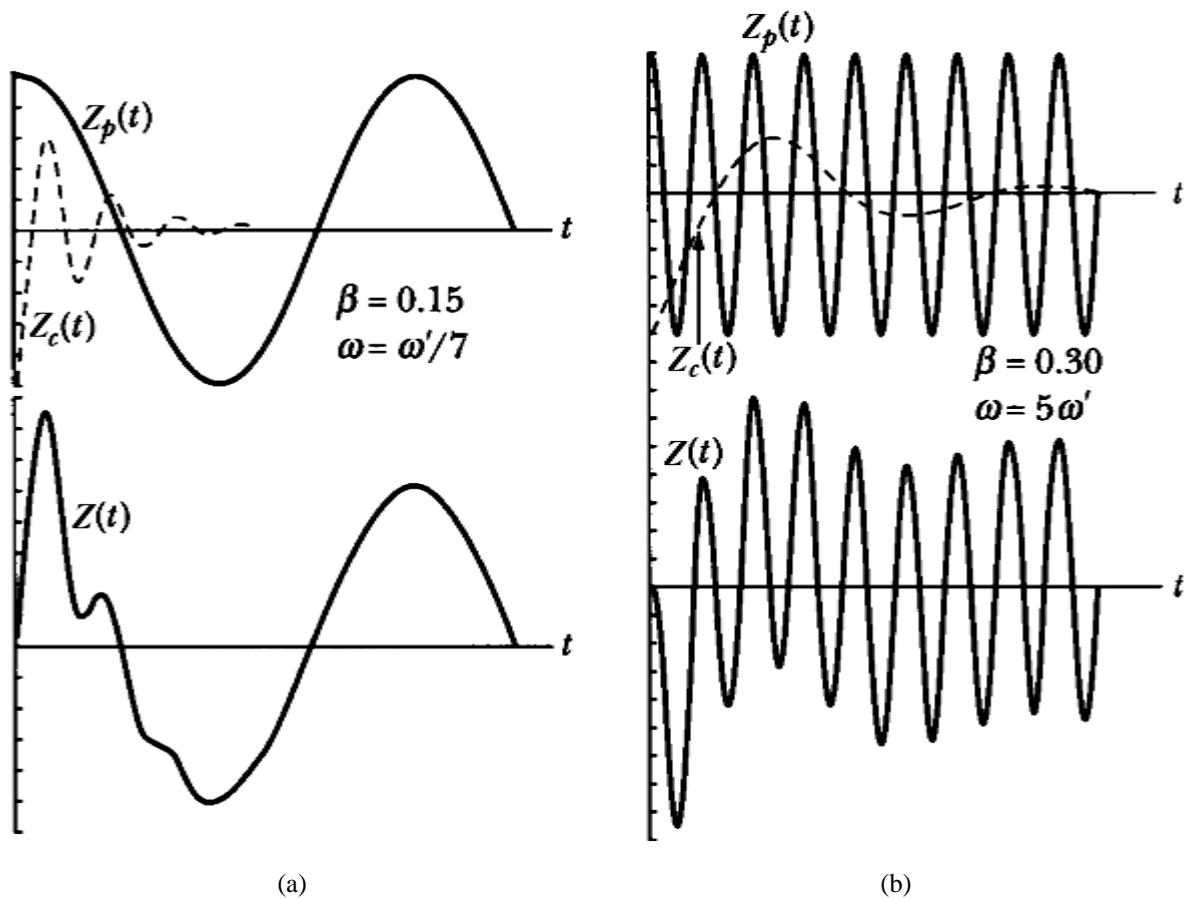 Z_p(t)
t
Z_c(t)
β = 0.15
ω = ω′/7
Z(t)
t
(a)
Z_p(t)
t
Z_c(t)
β = 0.30
ω = 5ω′
Z(t)
t
(b)